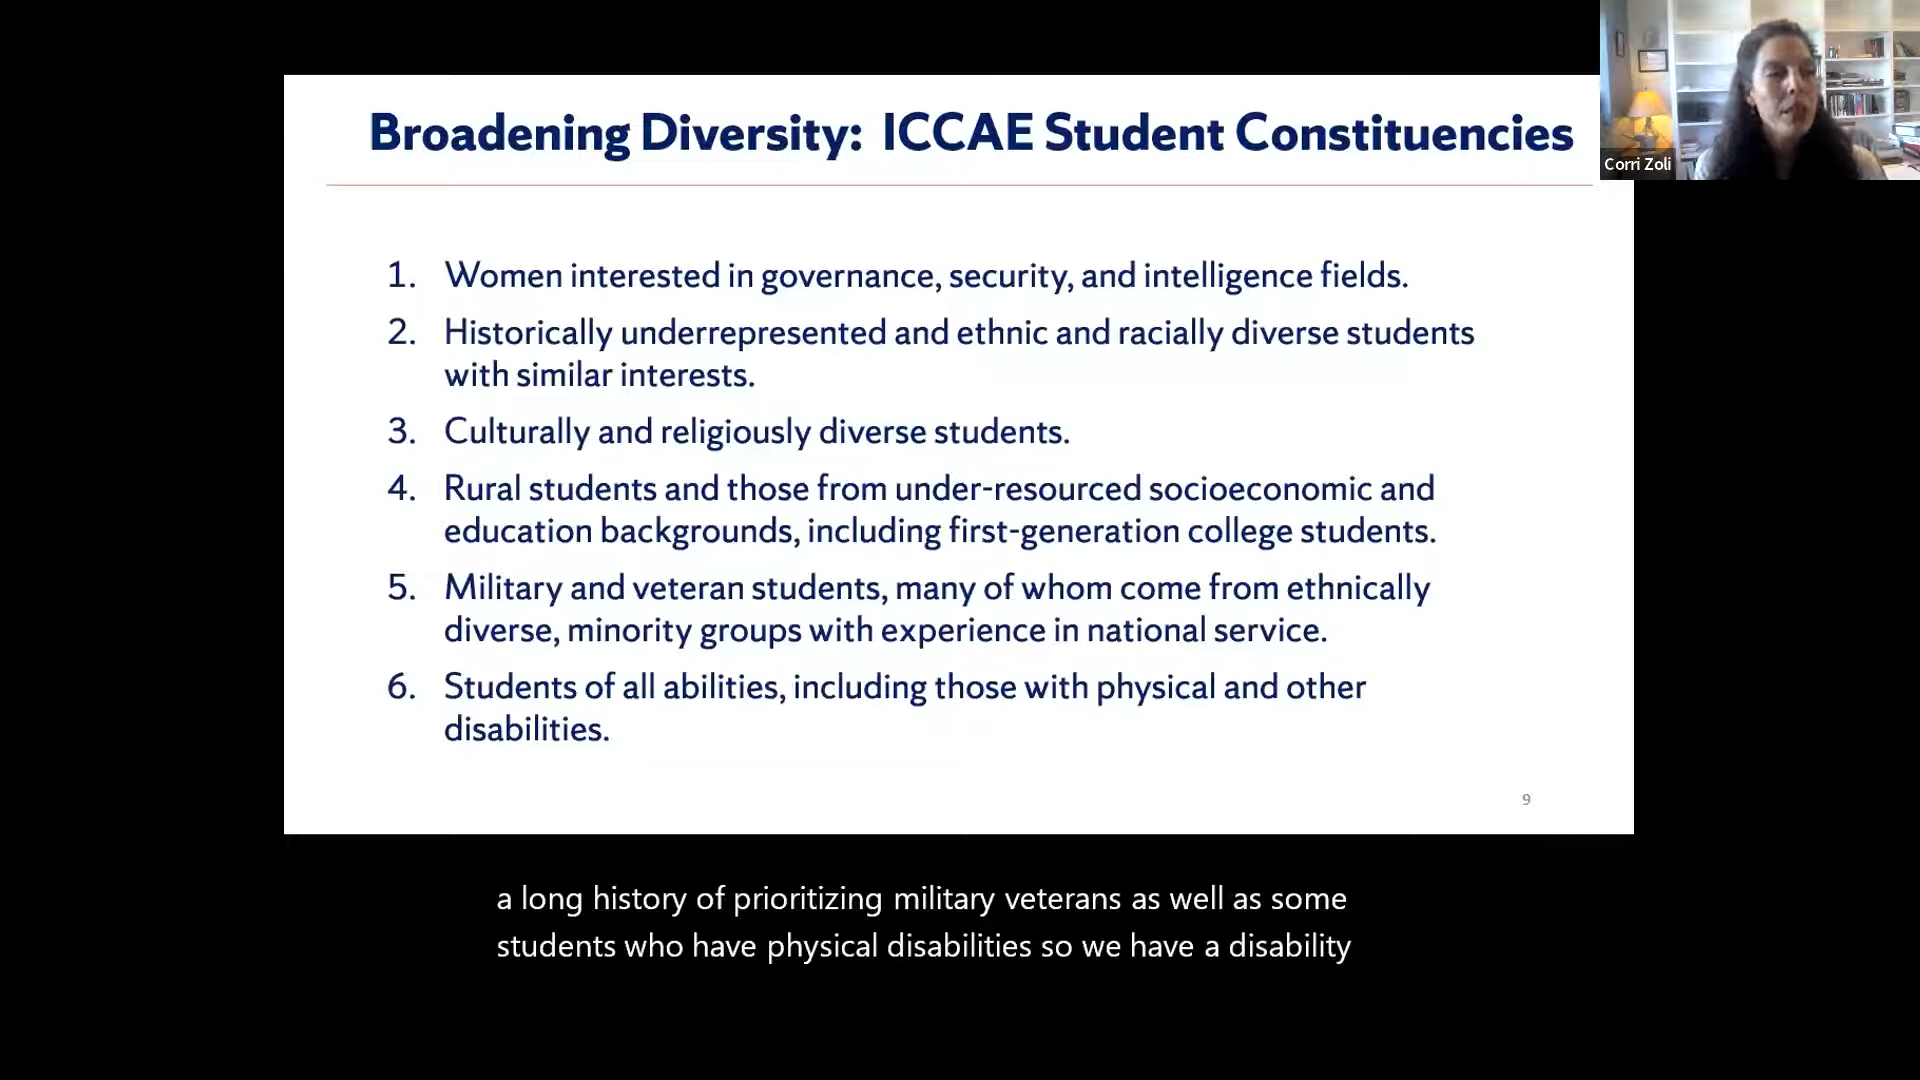 Broadening Diversity: ICCAE Student Constituencies
Corri Zoli
1. Women interested in governance, security, and intelligence fields.
2. Historically underrepresented and ethnic and racially diverse students
with similar interests.
3. Culturally and religiously diverse students.
4. Rural students and those from under-resourced socioeconomic and
education backgrounds, including first-generation college students.
5. Military and veteran students, many of whom come from ethnically
diverse, minority groups with experience in national service.
6. Students of all abilities, including those with physical and other
disabilities.
9
a long history of prioritizing military veterans as well as some
students who have physical disabilities so we have a disability